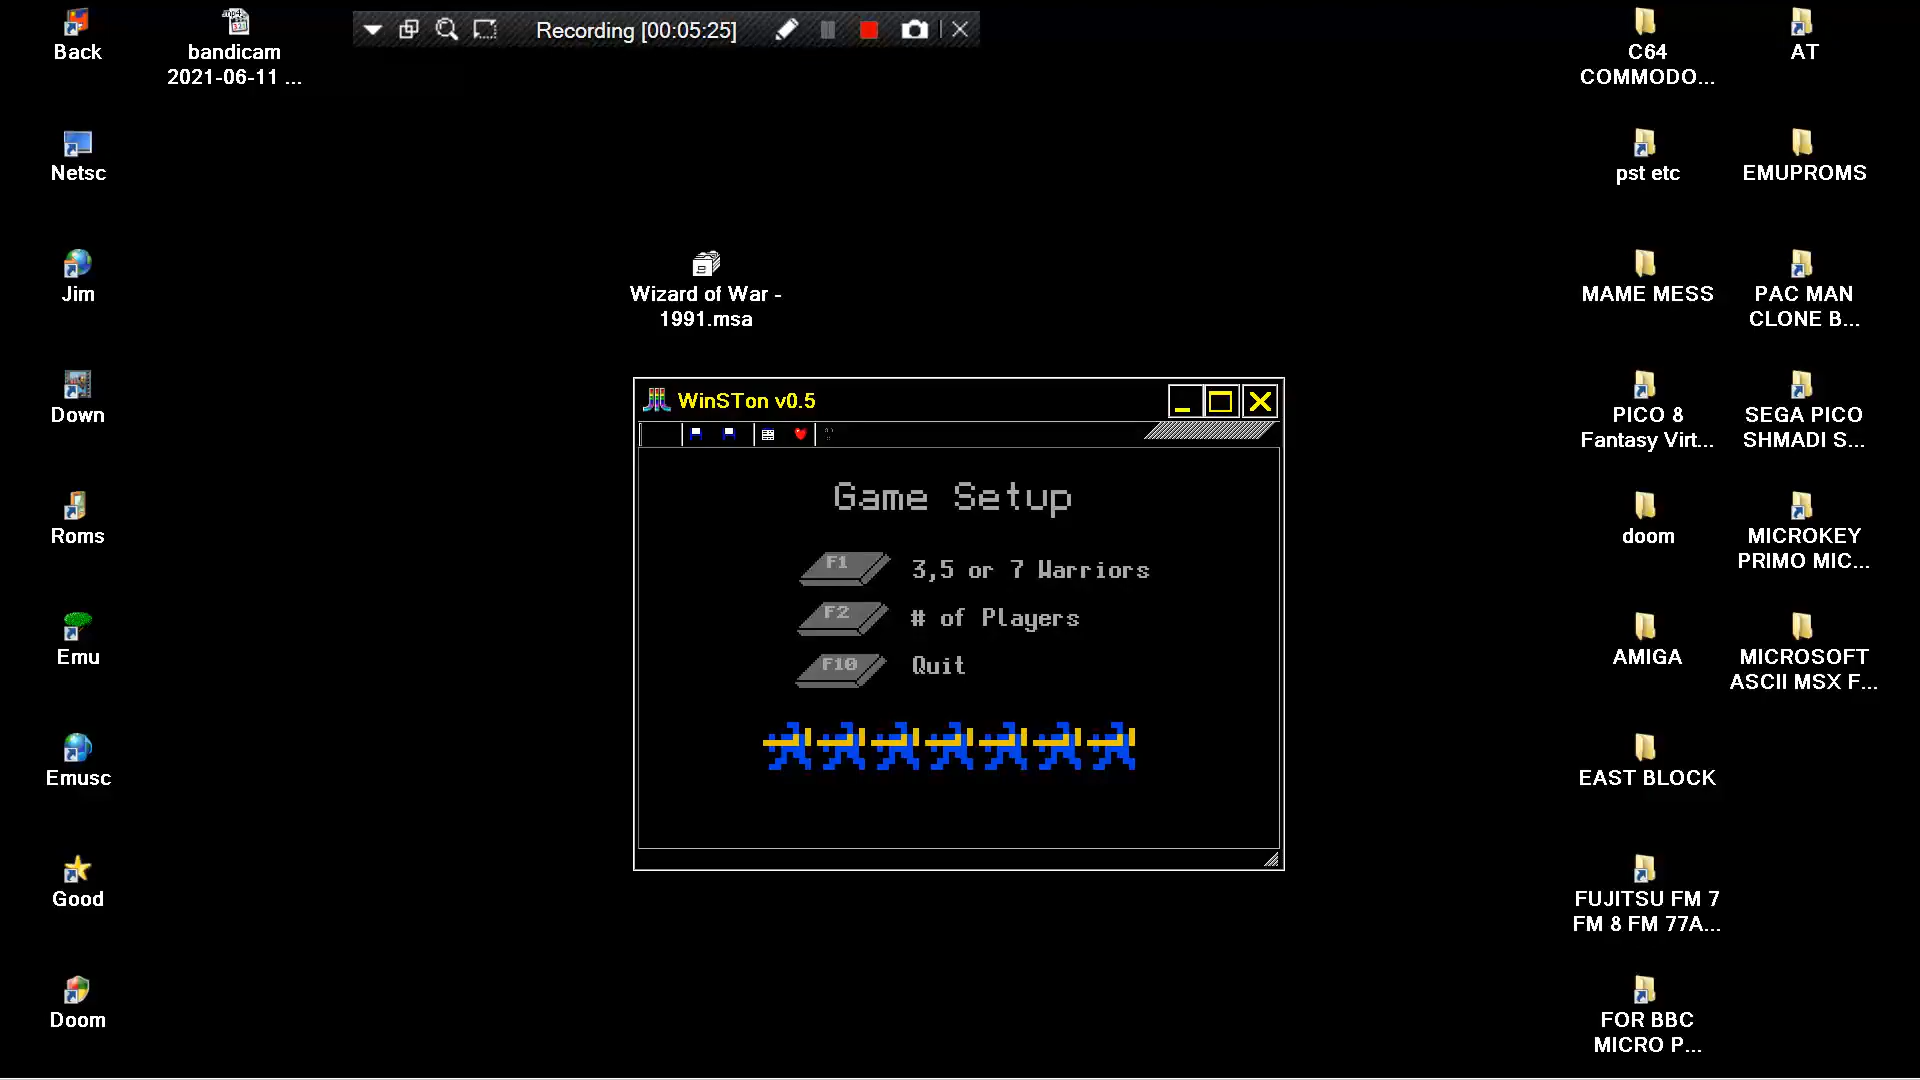 Recording [00:05:25]
Back
bandicam
2021-06-11 ...
Netsc
Jim
Down
Roms
Emu
Emusc
Good
Doom
Wizard of War -
1991.msa
WinSTon v0.5
Game Setup
F1 3,5 or 7 Warriors
F2 # of Players
F10 Quit
C64
COMMODO...
pst etc
MAME MESS
PICO 8
Fantasy Virt...
doom
AMIGA
EAST BLOCK
FUJITSU FM 7
FM 8 FM 77A...
FOR BBC
MICRO P...
AT
EMUPROMS
PAC MAN
CLONE B...
SEGA PICO
SHMADI S...
MICROKEY
PRIMO MIC...
MICROSOFT
ASCII MSX F...